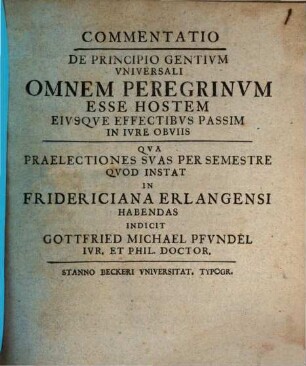 COMMENTATIO
DE PRINCIPIO GENTIVM
VNIVERSALI
OMNEM PEREGRINVM
ESSE HOSTEM
EIVSQVE EFFECTIBVS PASSIM
IN IVRE OBVIIS
QVA
PRAELECTIONES SVAS PER SEMESTRE
QVOD INSTAT
IN
FRIDERICIANA ERLANGENSI
HABENDAS
INDICIT
GOTTFRIED MICHAEL PFVNDEL
IVR. ET PHIL. DOCTOR.
STANNO BECKERI VNIVERSITAT. TYPOGR.